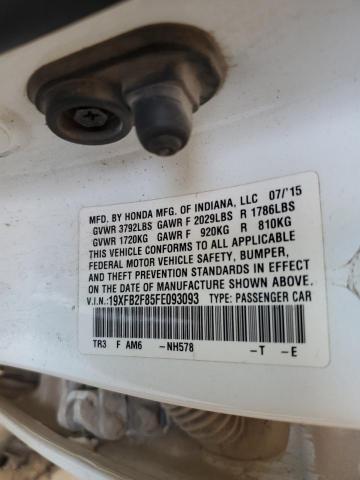 MFD. BY HONDA MFG. OF INDIANA, LLC 07/'15
GVWR 3792LBS GAWR F 2029LBS R 1786LBS
GVWR 1720KG GAWR F 920KG R 810KG
THIS VEHICLE CONFORMS TO ALL APPLICABLE
FEDERAL MOTOR VEHICLE SAFETY, BUMPER,
AND THEFT PREVENTION STANDARDS IN EFFECT
ON THE DATE OF MANUFACTURE SHOWN ABOVE.
V.I.N.:19XFB2F85FE093093 TYPE: PASSENGER CAR
TR3 F AM6 -NH578 -T -E